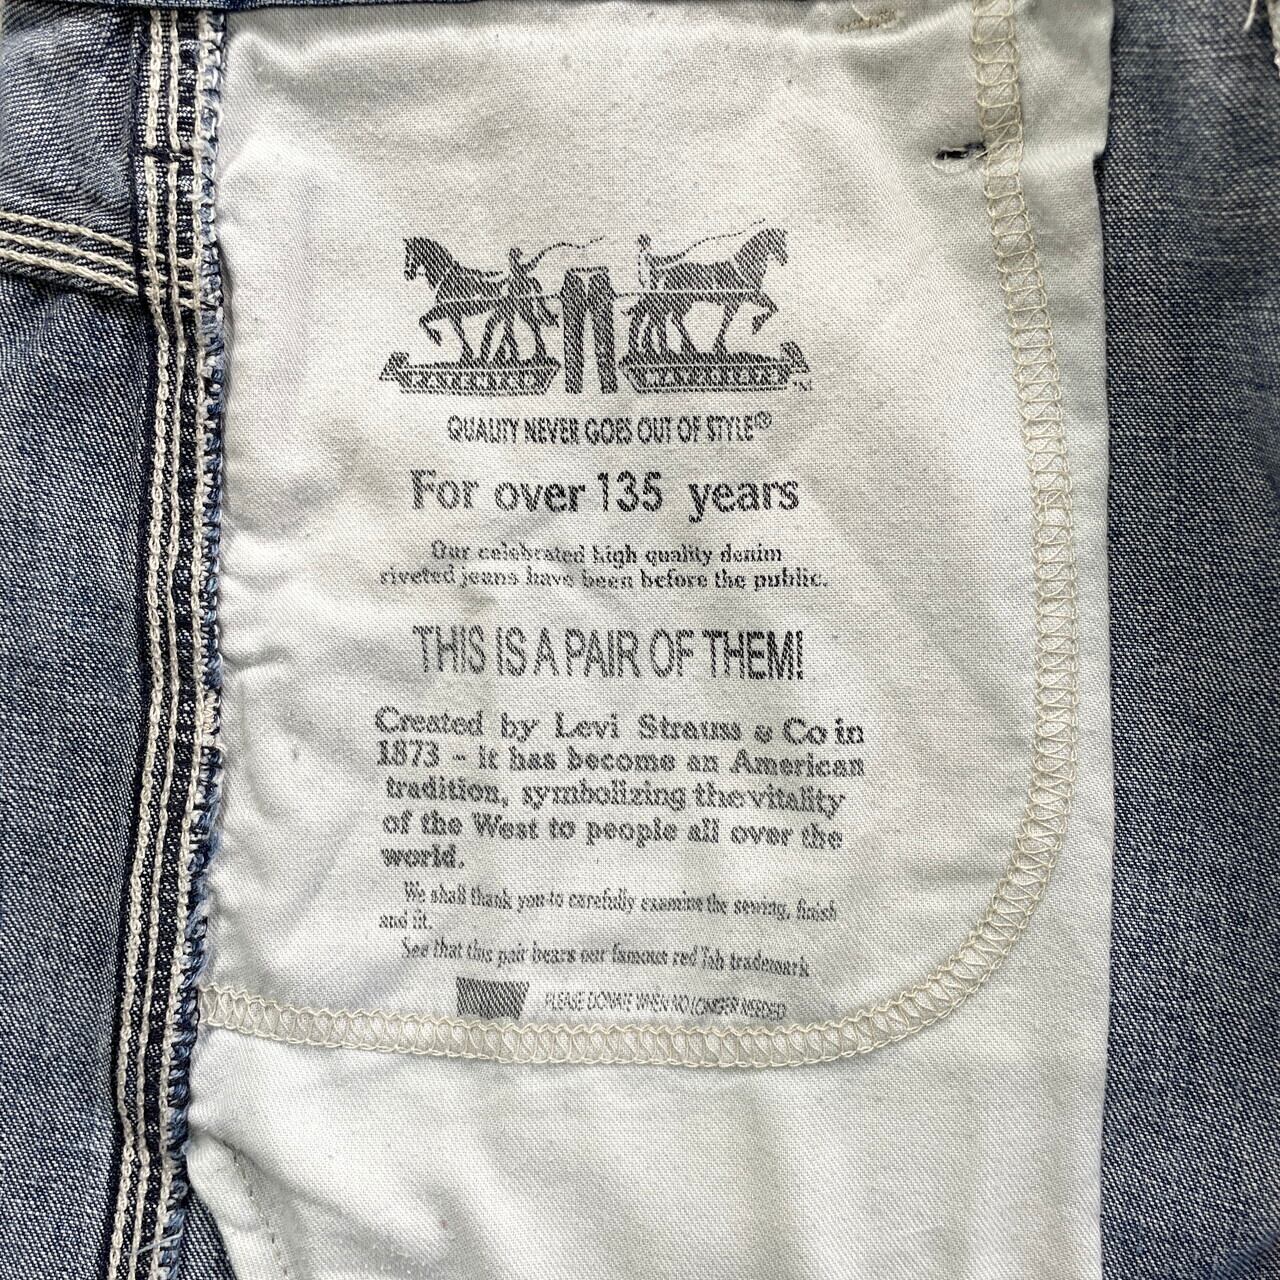 QUALITY NEVER GOES OUT OF STYLE®
For over 135 years
Our celebrated high quality denim
riveted jeans have been before the public.
THIS IS A PAIR OF THEM!
Created by Levi Strauss & Co in
1873 - it has become an American
tradition, symbolizing the vitality
of the West to people all over the
world.
We shall thank you to carefully examine the sewing, finish
and fit.
See that this pair bears our famous red Tab trademark
PLEASE DONATE WHEN NO LONGER NEEDED